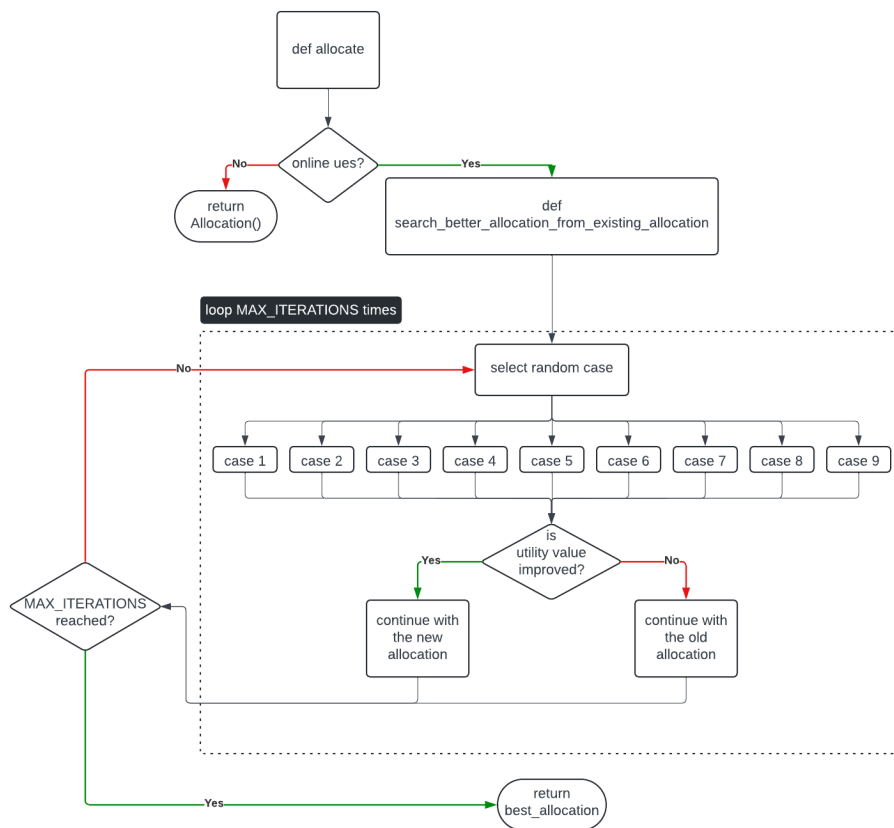 def allocate
online ues?
No
Yes
return
Allocation()
def
search_better_allocation_from_existing_allocation
loop MAX_ITERATIONS times
No
select random case
case 1
case 2
case 3
case 4
case 5
case 6
case 7
case 8
case 9
is
utility value
improved?
Yes
No
MAX_ITERATIONS
reached?
continue with
the new
allocation
continue with
the old
allocation
Yes
return
best_allocation